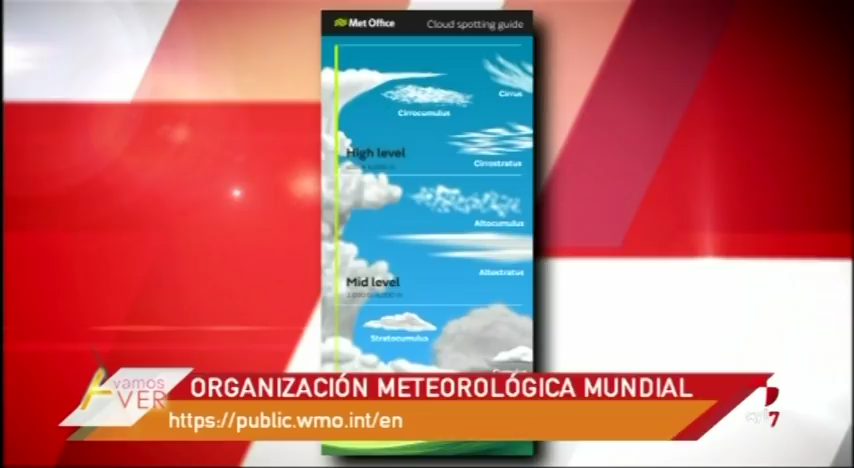 Met Office
Cloud spotting guide
Cirrus
Cirrocumulus
High level
Cirrostratus
Altocumulus
Altostratus
Mid level
Stratocumulus
vamos
A VER
ORGANIZACIÓN METEOROLÓGICA MUNDIAL
https://public.wmo.int/en
7